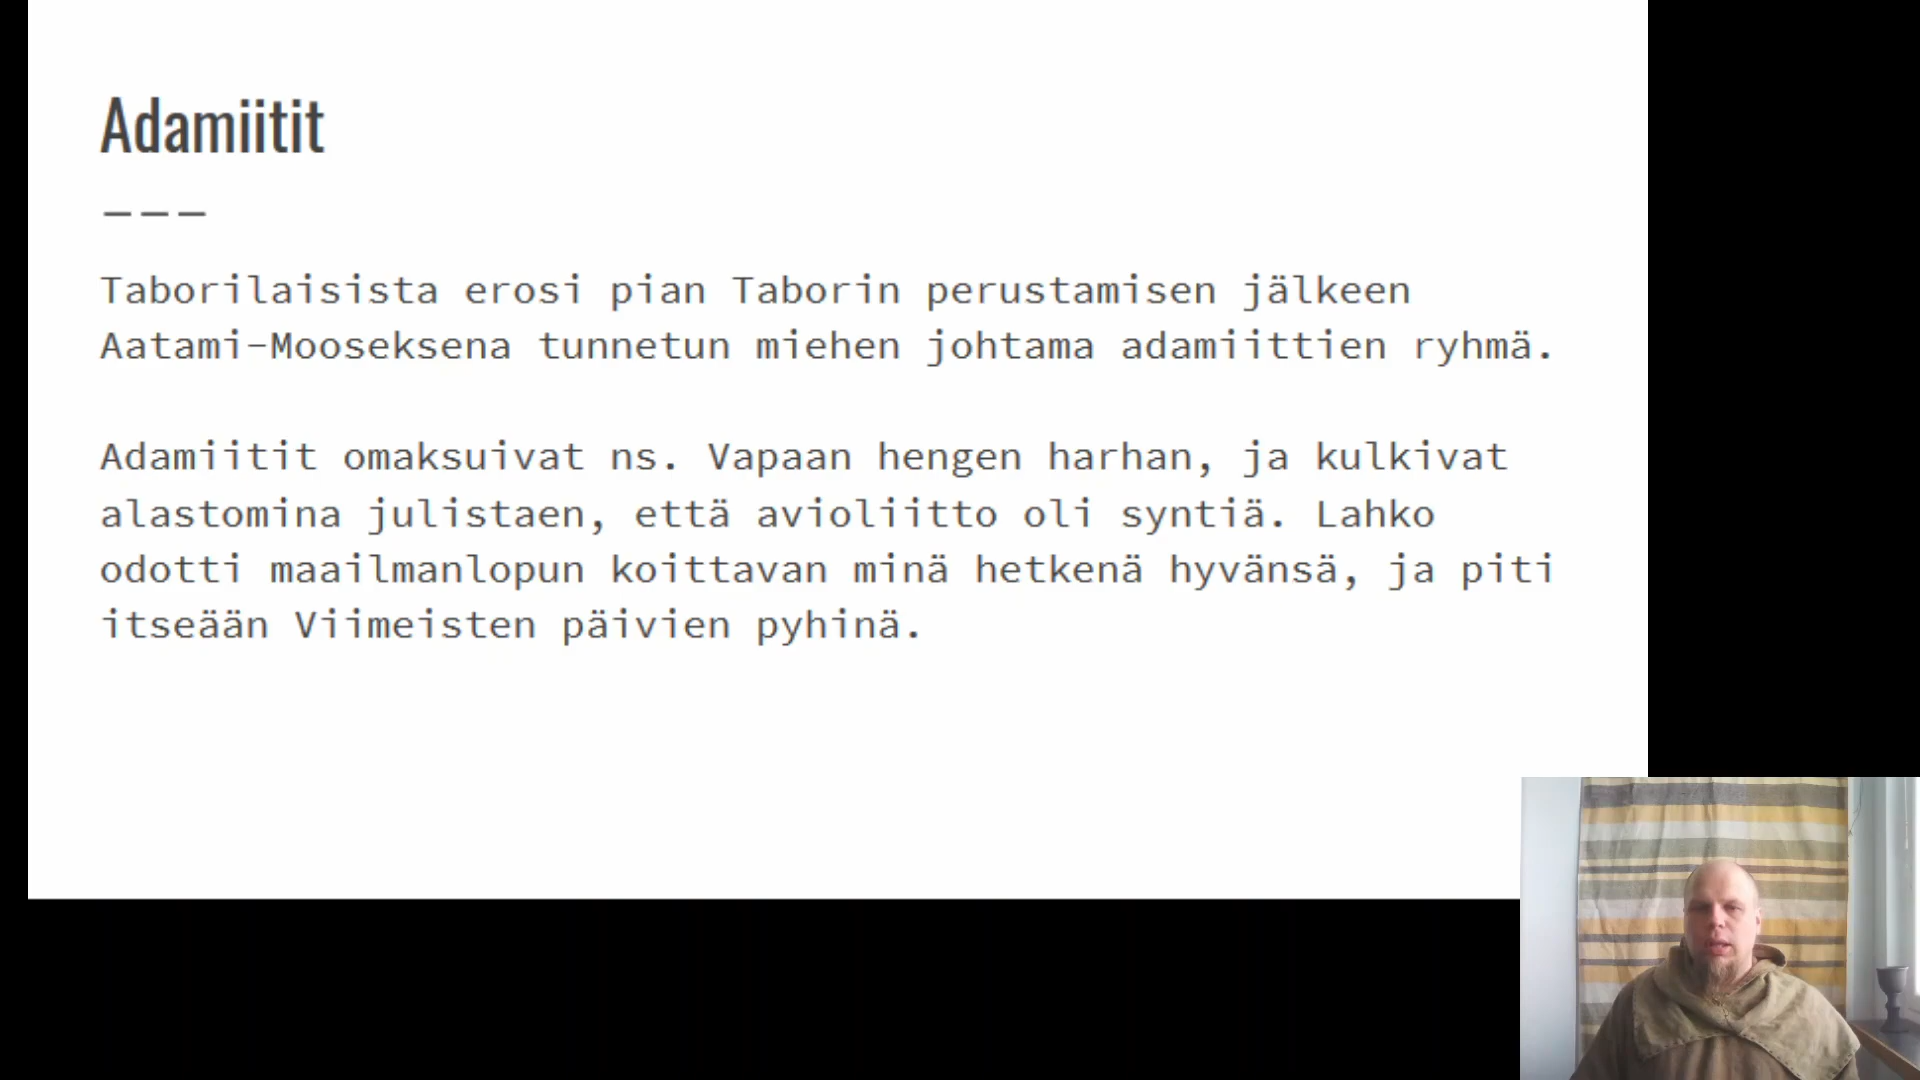 Adamiitit
———
Taborilaisista erosi pian Taborin perustamisen jälkeen
Aatami-Mooseksena tunnetun miehen johtama adamiittien ryhmä.
Adamiitit omaksuivat ns. Vapaan hengen harhan, ja kulkivat
alastomina julistaen, että avioliitto oli syntiä. Lahko
odotti maailmanlopun koittavan minä hetkenä hyvänsä, ja piti
itseään Viimeisten päivien pyhinä.